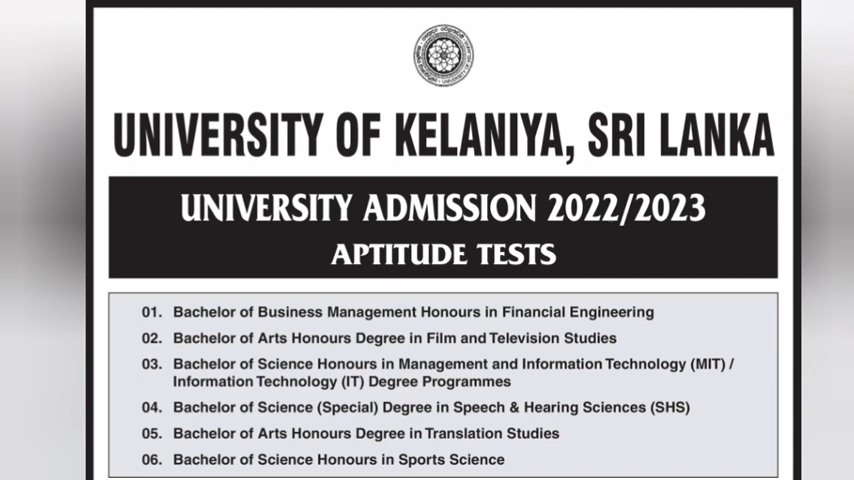 UNIVERSITY OF KELANIYA, SRI LANKA
UNIVERSITY ADMISSION 2022/2023
APTITUDE TESTS
01. Bachelor of Business Management Honours in Financial Engineering
02. Bachelor of Arts Honours Degree in Film and Television Studies
03. Bachelor of Science Honours in Management and Information Technology (MIT) /
Information Technology (IT) Degree Programmes
04. Bachelor of Science (Special) Degree in Speech & Hearing Sciences (SHS)
05. Bachelor of Arts Honours Degree in Translation Studies
06. Bachelor of Science Honours in Sports Science